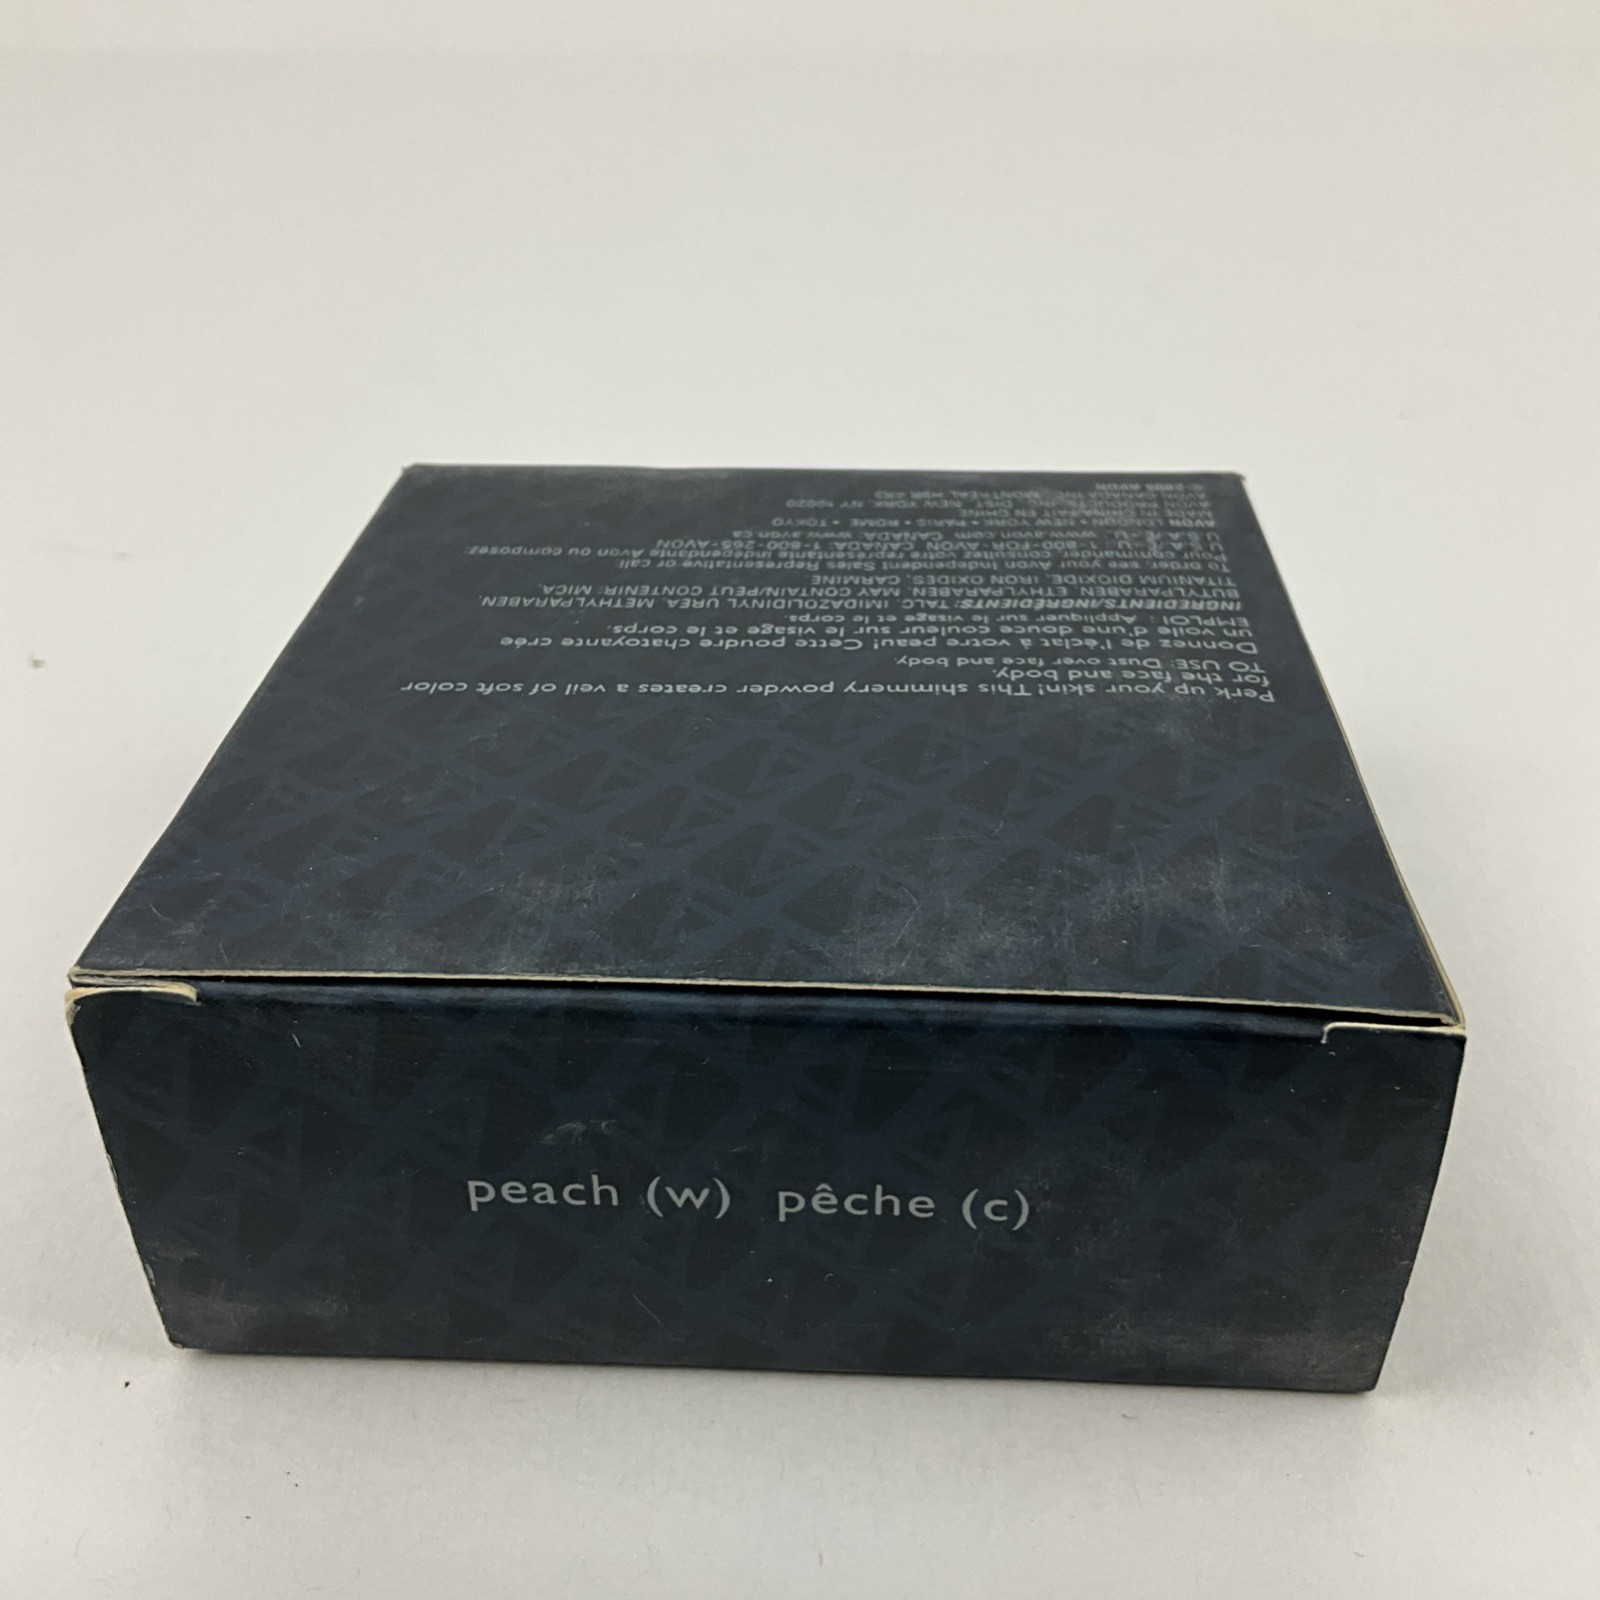 Perk up your skin! This shimmery powder creates a veil of soft color
for the face and body.
TO USE: Dust over face and body.
Donnez de l'éclat à votre peau! Cette poudre chatoyante crée
un voile d'une douce couleur sur le visage et le corps.
EMPLOI : Appliquer sur le visage et le corps.
INGREDIENTS/INGRÉDIENTS: TALC, IMIDAZOLIDINYL UREA, METHYLPARABEN,
BUTYLPARABEN, ETHYLPARABEN. MAY CONTAIN/PEUT CONTENIR: MICA,
TITANIUM DIOXIDE, IRON OXIDES, CARMINE.
To order, see your Avon Independent Sales Representative or call:
Pour commander, consultez votre représentante indépendante Avon ou composez:
U.S.A./É.-U. 800-FOR-AVON CANADA: 1-800-265-AVON
U.S.A./É.-U. www.avon.com CANADA: www.avon.ca
AVON LONDON • NEW YORK • PARIS • ROME • TOKYO
MADE IN CHINA/FAIT EN CHINE
AVON PRODUCTS, INC., DIST. NEW YORK, NY 10020
AVON CANADA INC., MONTREAL
© 2005 AVON
peach (w) pêche (c)